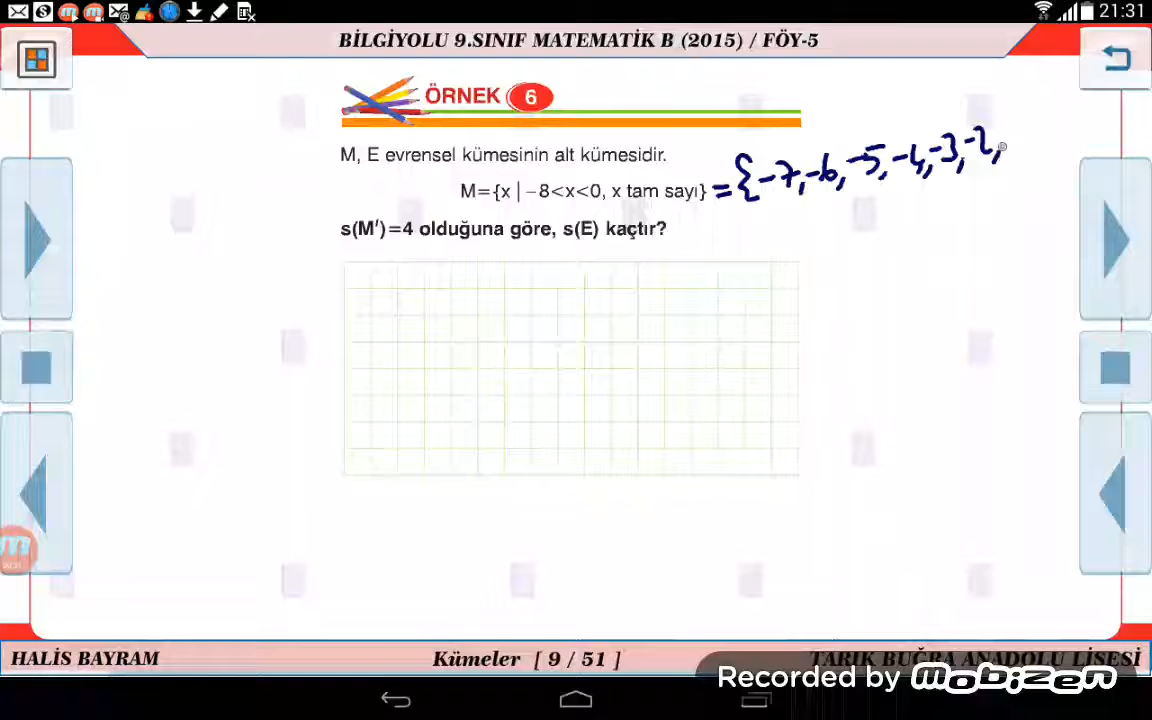 21:31
BİLGİYOLU 9.SINIF MATEMATİK B (2015) / FÖY-5
ÖRNEK 6
M, E evrensel kümesinin alt kümesidir.
M={x | −8<x<0, x tam sayı} = {-7, -6, -5, -4, -3, -2,
s(M')=4 olduğuna göre, s(E) kaçtır?
HALİS BAYRAM
Kümeler [ 9 / 51 ]
TARIK BUĞRA ANADOLU LİSESİ
Recorded by mobizen